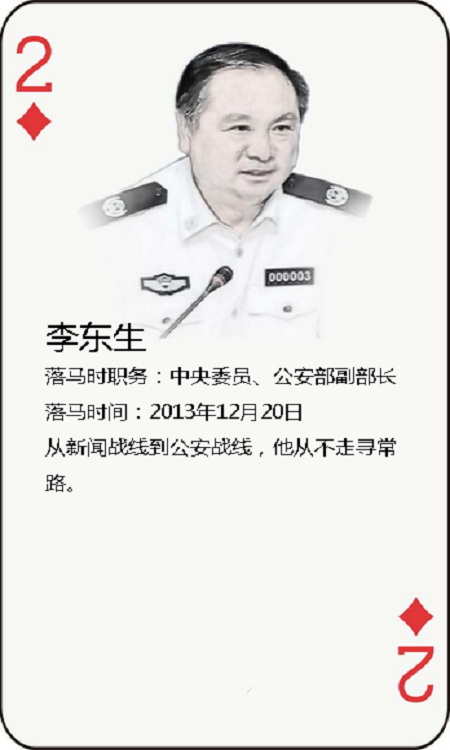 2
000003
李东生
落马时职务：中央委员、公安部副部长
落马时间：2013年12月20日
从新闻战线到公安战线，他从不走寻常
路。
2